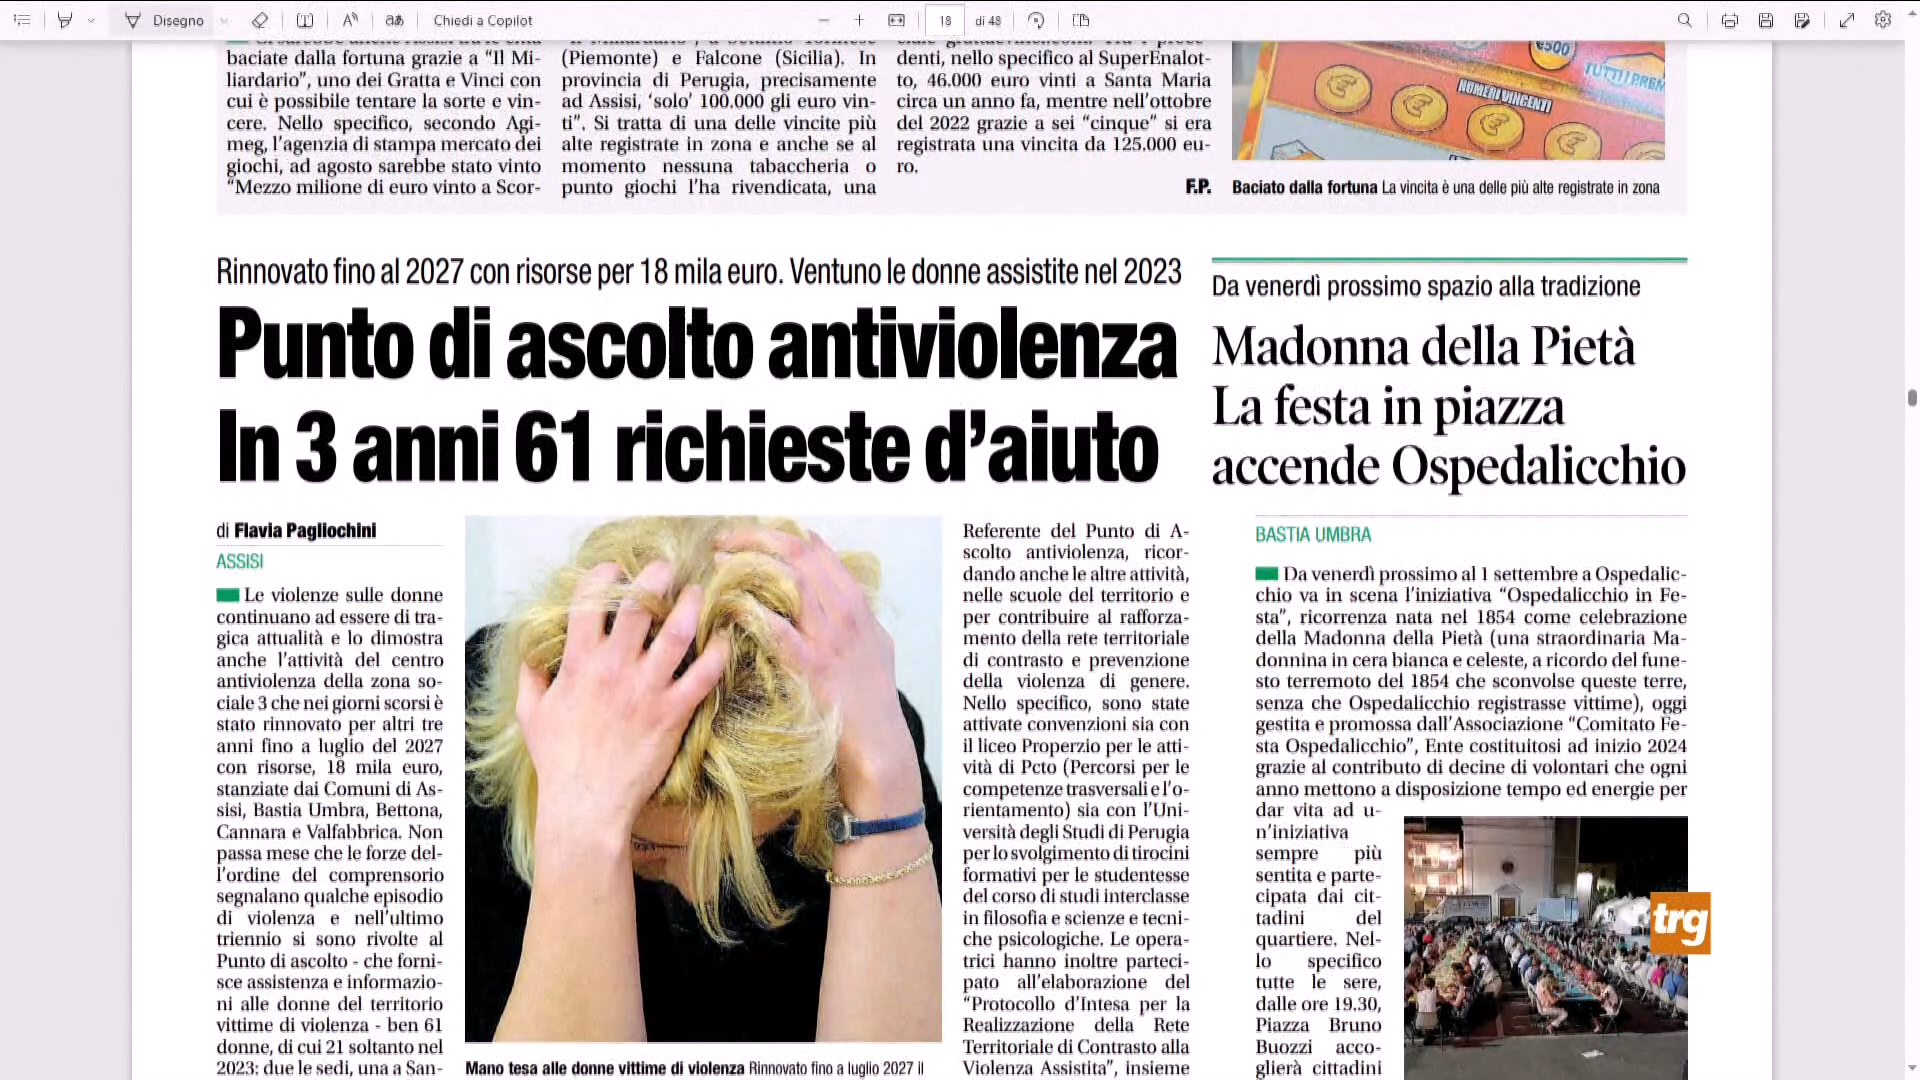 Disegno
Chiedi a Copilot
18
di 48
baciate dalla fortuna grazie a “Il Mi-
liardario”, uno dei Gratta e Vinci con
cui è possibile tentare la sorte e vin-
cere. Nello specifico, secondo Agi-
meg, l’agenzia di stampa mercato dei
giochi, ad agosto sarebbe stato vinto
“Mezzo milione di euro vinto a Scor-
(Piemonte) e Falcone (Sicilia). In
provincia di Perugia, precisamente
ad Assisi, ‘solo’ 100.000 gli euro vin-
ti”. Si tratta di una delle vincite più
alte registrate in zona e anche se al
momento nessuna tabaccheria o
punto giochi l’ha rivendicata, una
denti, nello specifico al SuperEnalot-
to, 46.000 euro vinti a Santa Maria
circa un anno fa, mentre nell’ottobre
del 2022 grazie a sei “cinque” si era
registrata una vincita da 125.000 eu-
ro.
F.P.
€500
TUTTI I PREM
NUMERI VINCENTI
Baciato dalla fortuna La vincita è una delle più alte registrate in zona
Rinnovato fino al 2027 con risorse per 18 mila euro. Ventuno le donne assistite nel 2023
Punto di ascolto antiviolenza
In 3 anni 61 richieste d’aiuto
di Flavia Pagliochini
ASSISI
Le violenze sulle donne
continuano ad essere di tra-
gica attualità e lo dimostra
anche l’attività del centro
antiviolenza della zona so-
ciale 3 che nei giorni scorsi è
stato rinnovato per altri tre
anni fino a luglio del 2027
con risorse, 18 mila euro,
stanziate dai Comuni di As-
sisi, Bastia Umbra, Bettona,
Cannara e Valfabbrica. Non
passa mese che le forze del-
l’ordine del comprensorio
segnalano qualche episodio
di violenza e nell’ultimo
triennio si sono rivolte al
Punto di ascolto - che forni-
sce assistenza e informazio-
ni alle donne del territorio
vittime di violenza - ben 61
donne, di cui 21 soltanto nel
2023: due le sedi, una a San-
Mano tesa alle donne vittime di violenza Rinnovato fino a luglio 2027 il
Referente del Punto di A-
scolto antiviolenza, ricor-
dando anche le altre attività,
nelle scuole del territorio e
per contribuire al rafforza-
mento della rete territoriale
di contrasto e prevenzione
della violenza di genere.
Nello specifico, sono state
attivate convenzioni sia con
il liceo Properzio per le atti-
vità di Pcto (Percorsi per le
competenze trasversali e l’o-
rientamento) sia con l’Uni-
versità degli Studi di Perugia
per lo svolgimento di tirocini
formativi per le studentesse
del corso di studi interclasse
in filosofia e scienze e tecni-
che psicologiche. Le opera-
trici hanno inoltre parteci-
pato all’elaborazione del
“Protocollo d’Intesa per la
Realizzazione della Rete
Territoriale di Contrasto alla
Violenza Assistita”, insieme
Da venerdì prossimo spazio alla tradizione
Madonna della Pietà
La festa in piazza
accende Ospedalicchio
BASTIA UMBRA
Da venerdì prossimo al 1 settembre a Ospedalic-
chio va in scena l’iniziativa “Ospedalicchio in Fe-
sta”, ricorrenza nata nel 1854 come celebrazione
della Madonna della Pietà (una straordinaria Ma-
donnina in cera bianca e celeste, a ricordo del fune-
sto terremoto del 1854 che sconvolse queste terre,
senza che Ospedalicchio registrasse vittime), oggi
gestita e promossa dall’Associazione “Comitato Fe-
sta Ospedalicchio”, Ente costituitosi ad inizio 2024
grazie al contributo di decine di volontari che ogni
anno mettono a disposizione tempo ed energie per
dar vita ad u-
n’iniziativa
sempre più
sentita e parte-
cipata dai cit-
tadini del
quartiere. Nel-
lo specifico
tutte le sere,
dalle ore 19.30,
Piazza Bruno
Buozzi acco-
glierà cittadini
trg